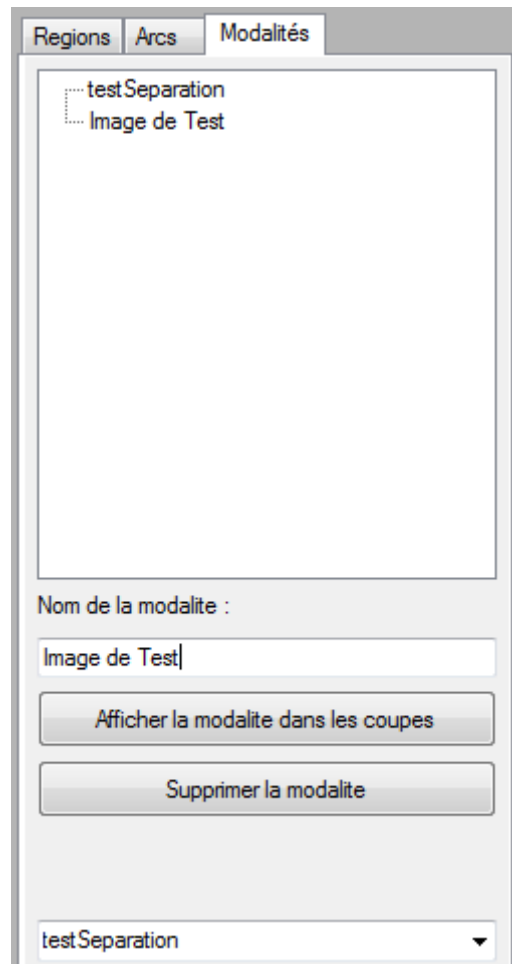 Regions Arcs Modalités
testSeparation
Image de Test
Nom de la modalite :
Image de Test
Afficher la modalite dans les coupes
Supprimer la modalite
testSeparation